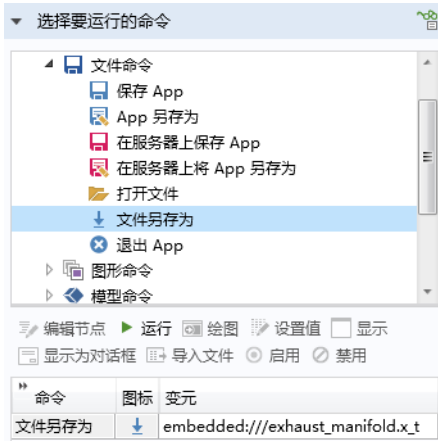 选择要运行的命令
文件命令
保存 App
App 另存为
在服务器上保存 App
在服务器上将 App 另存为
打开文件
文件另存为
退出 App
图形命令
模型命令
编辑节点 运行 绘图 设置值 显示
显示为对话框 导入文件 启用 禁用
命令 图标 变元
文件另存为 embedded:///exhaust_manifold.x_t